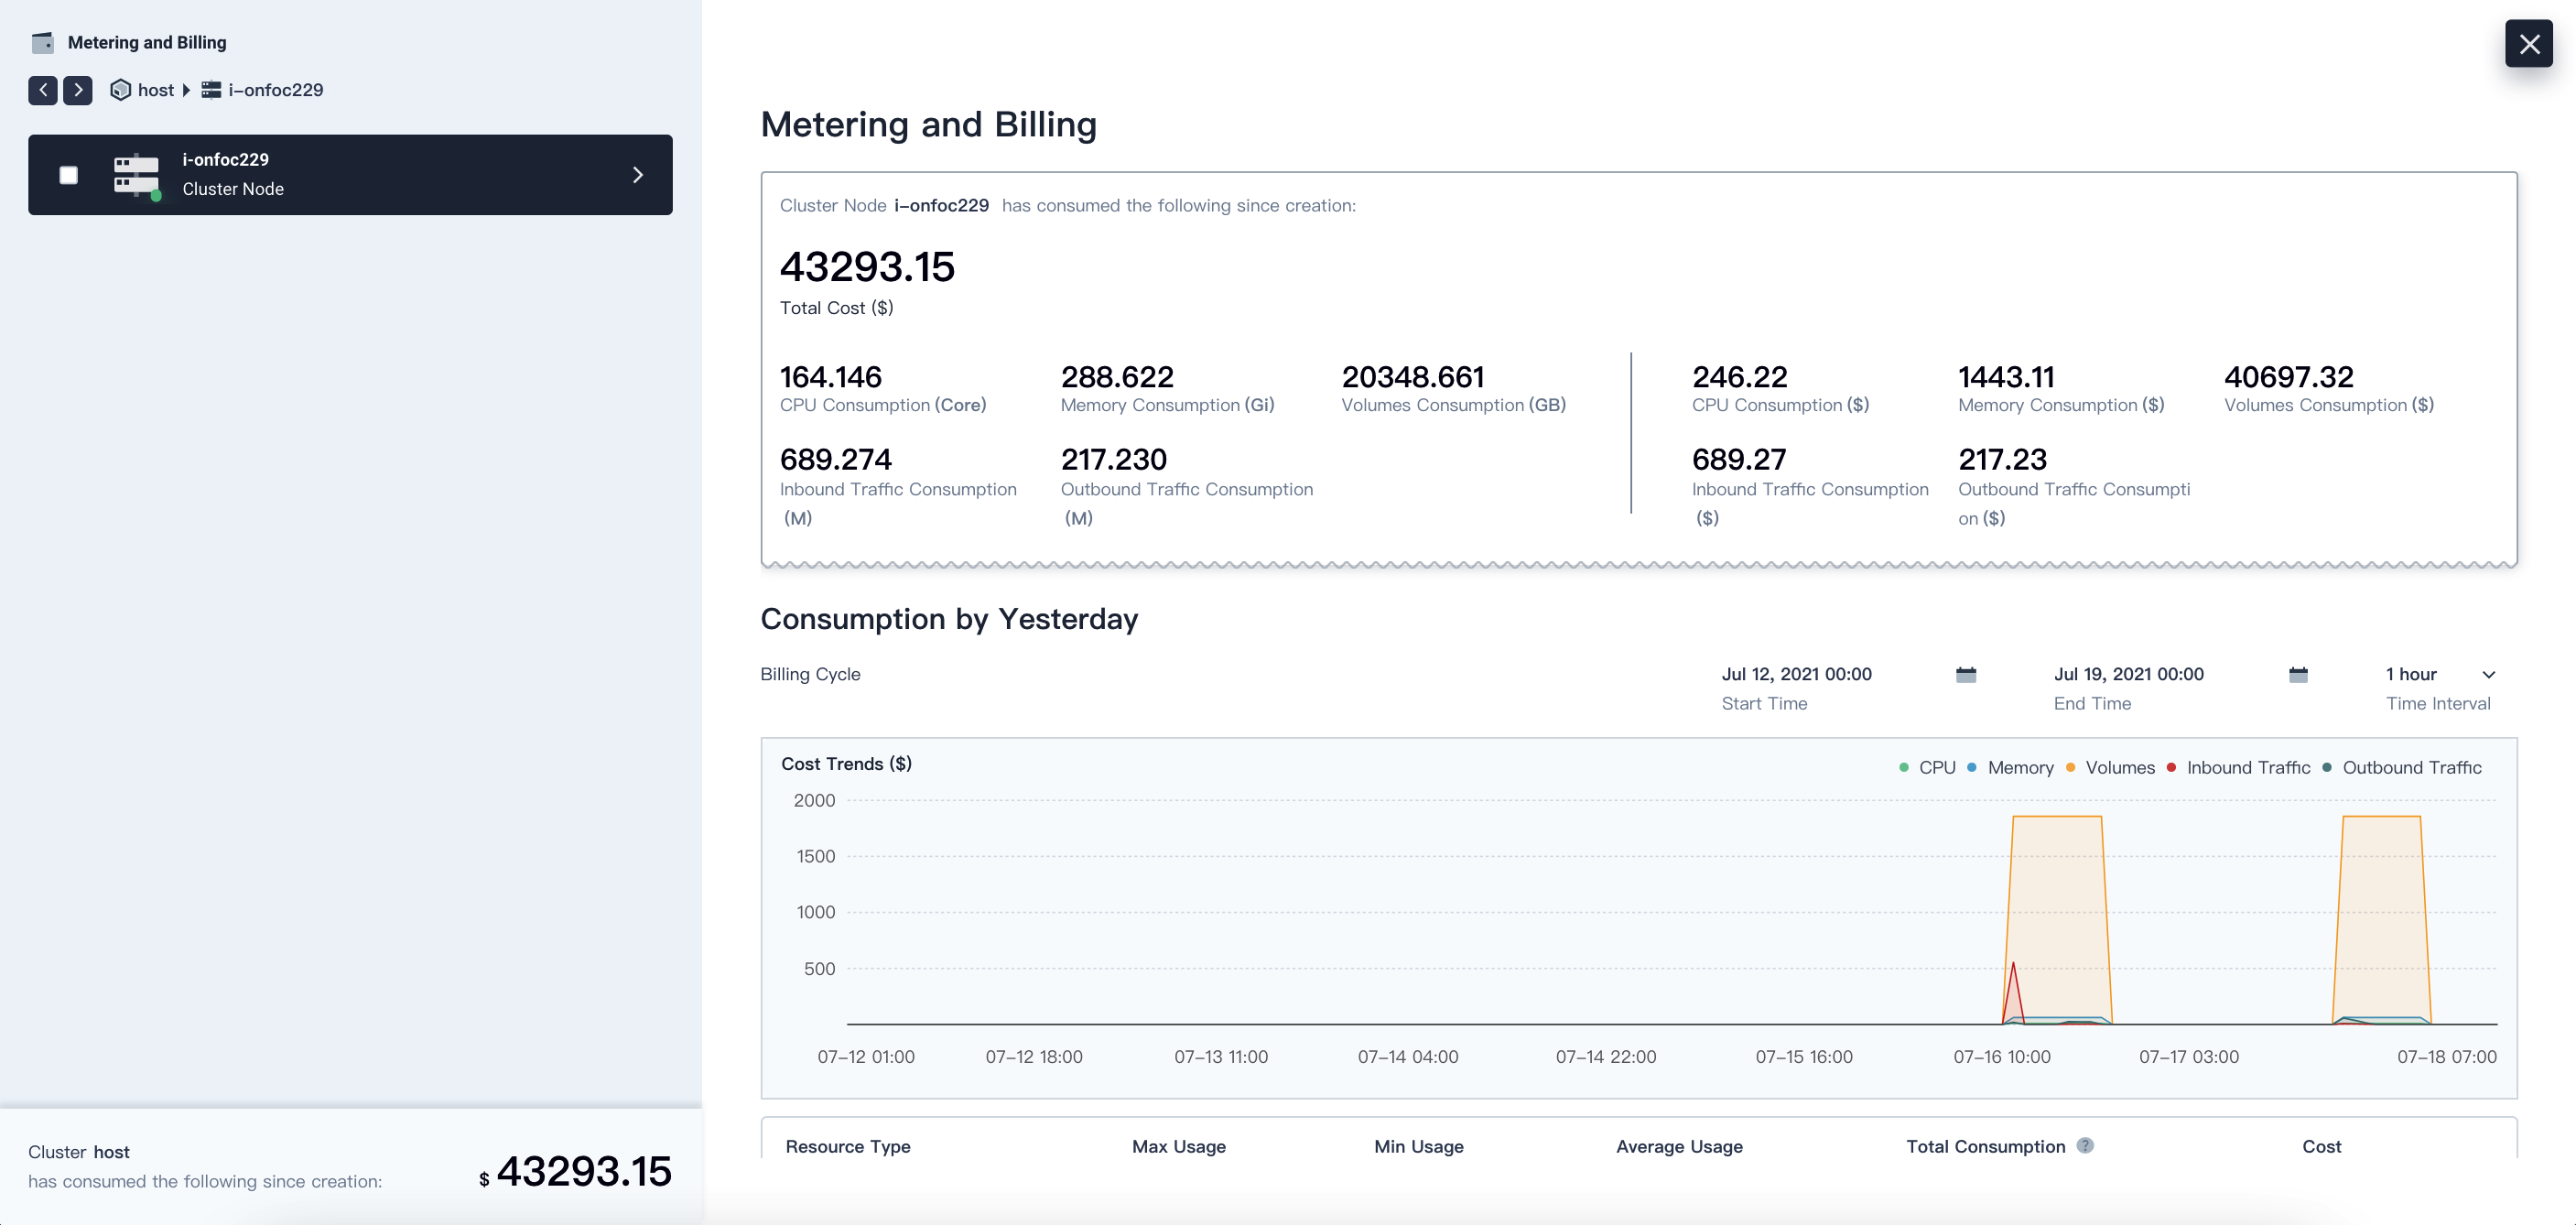 Metering and Billing
host i-onfoc229
i-onfoc229
Cluster Node
Cluster host
has consumed the following since creation:
$ 43293.15
Metering and Billing
Cluster Node i-onfoc229 has consumed the following since creation:
43293.15
Total Cost ($)
164.146 288.622 20348.661 246.22 1443.11 40697.32
CPU Consumption (Core) Memory Consumption (Gi) Volumes Consumption (GB) CPU Consumption ($) Memory Consumption ($) Volumes Consumption ($)
689.274 217.230 689.27 217.23
Inbound Traffic Consumption Outbound Traffic Consumption Inbound Traffic Consumption Outbound Traffic Consumpti
(M) (M) ($) on ($)
Consumption by Yesterday
Billing Cycle Jul 12, 2021 00:00 Jul 19, 2021 00:00 1 hour
Start Time End Time Time Interval
Cost Trends ($) CPU Memory Volumes Inbound Traffic Outbound Traffic
2000
1500
1000
500
07-12 01:00 07-12 18:00 07-13 11:00 07-14 04:00 07-14 22:00 07-15 16:00 07-16 10:00 07-17 03:00 07-18 07:00
Resource Type Max Usage Min Usage Average Usage Total Consumption ? Cost